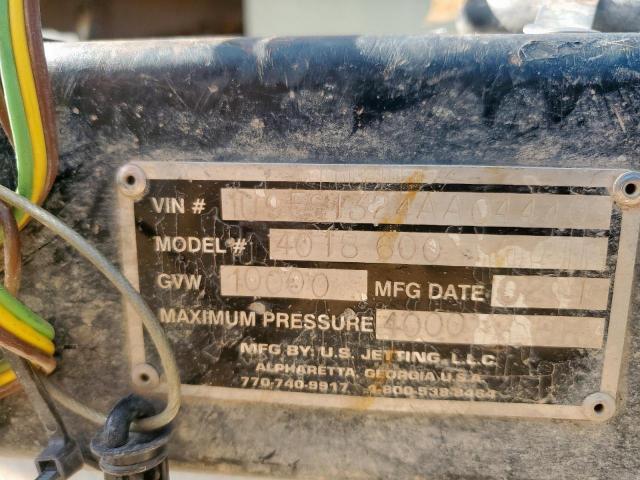 VIN #
MODEL # 4018 600
GVW 10000 MFG DATE
MAXIMUM PRESSURE 4000
MFG BY: U.S. JETTING, L.L.C.
ALPHARETTA, GEORGIA U.S.A.
770-740-9917 1-800-538-8464